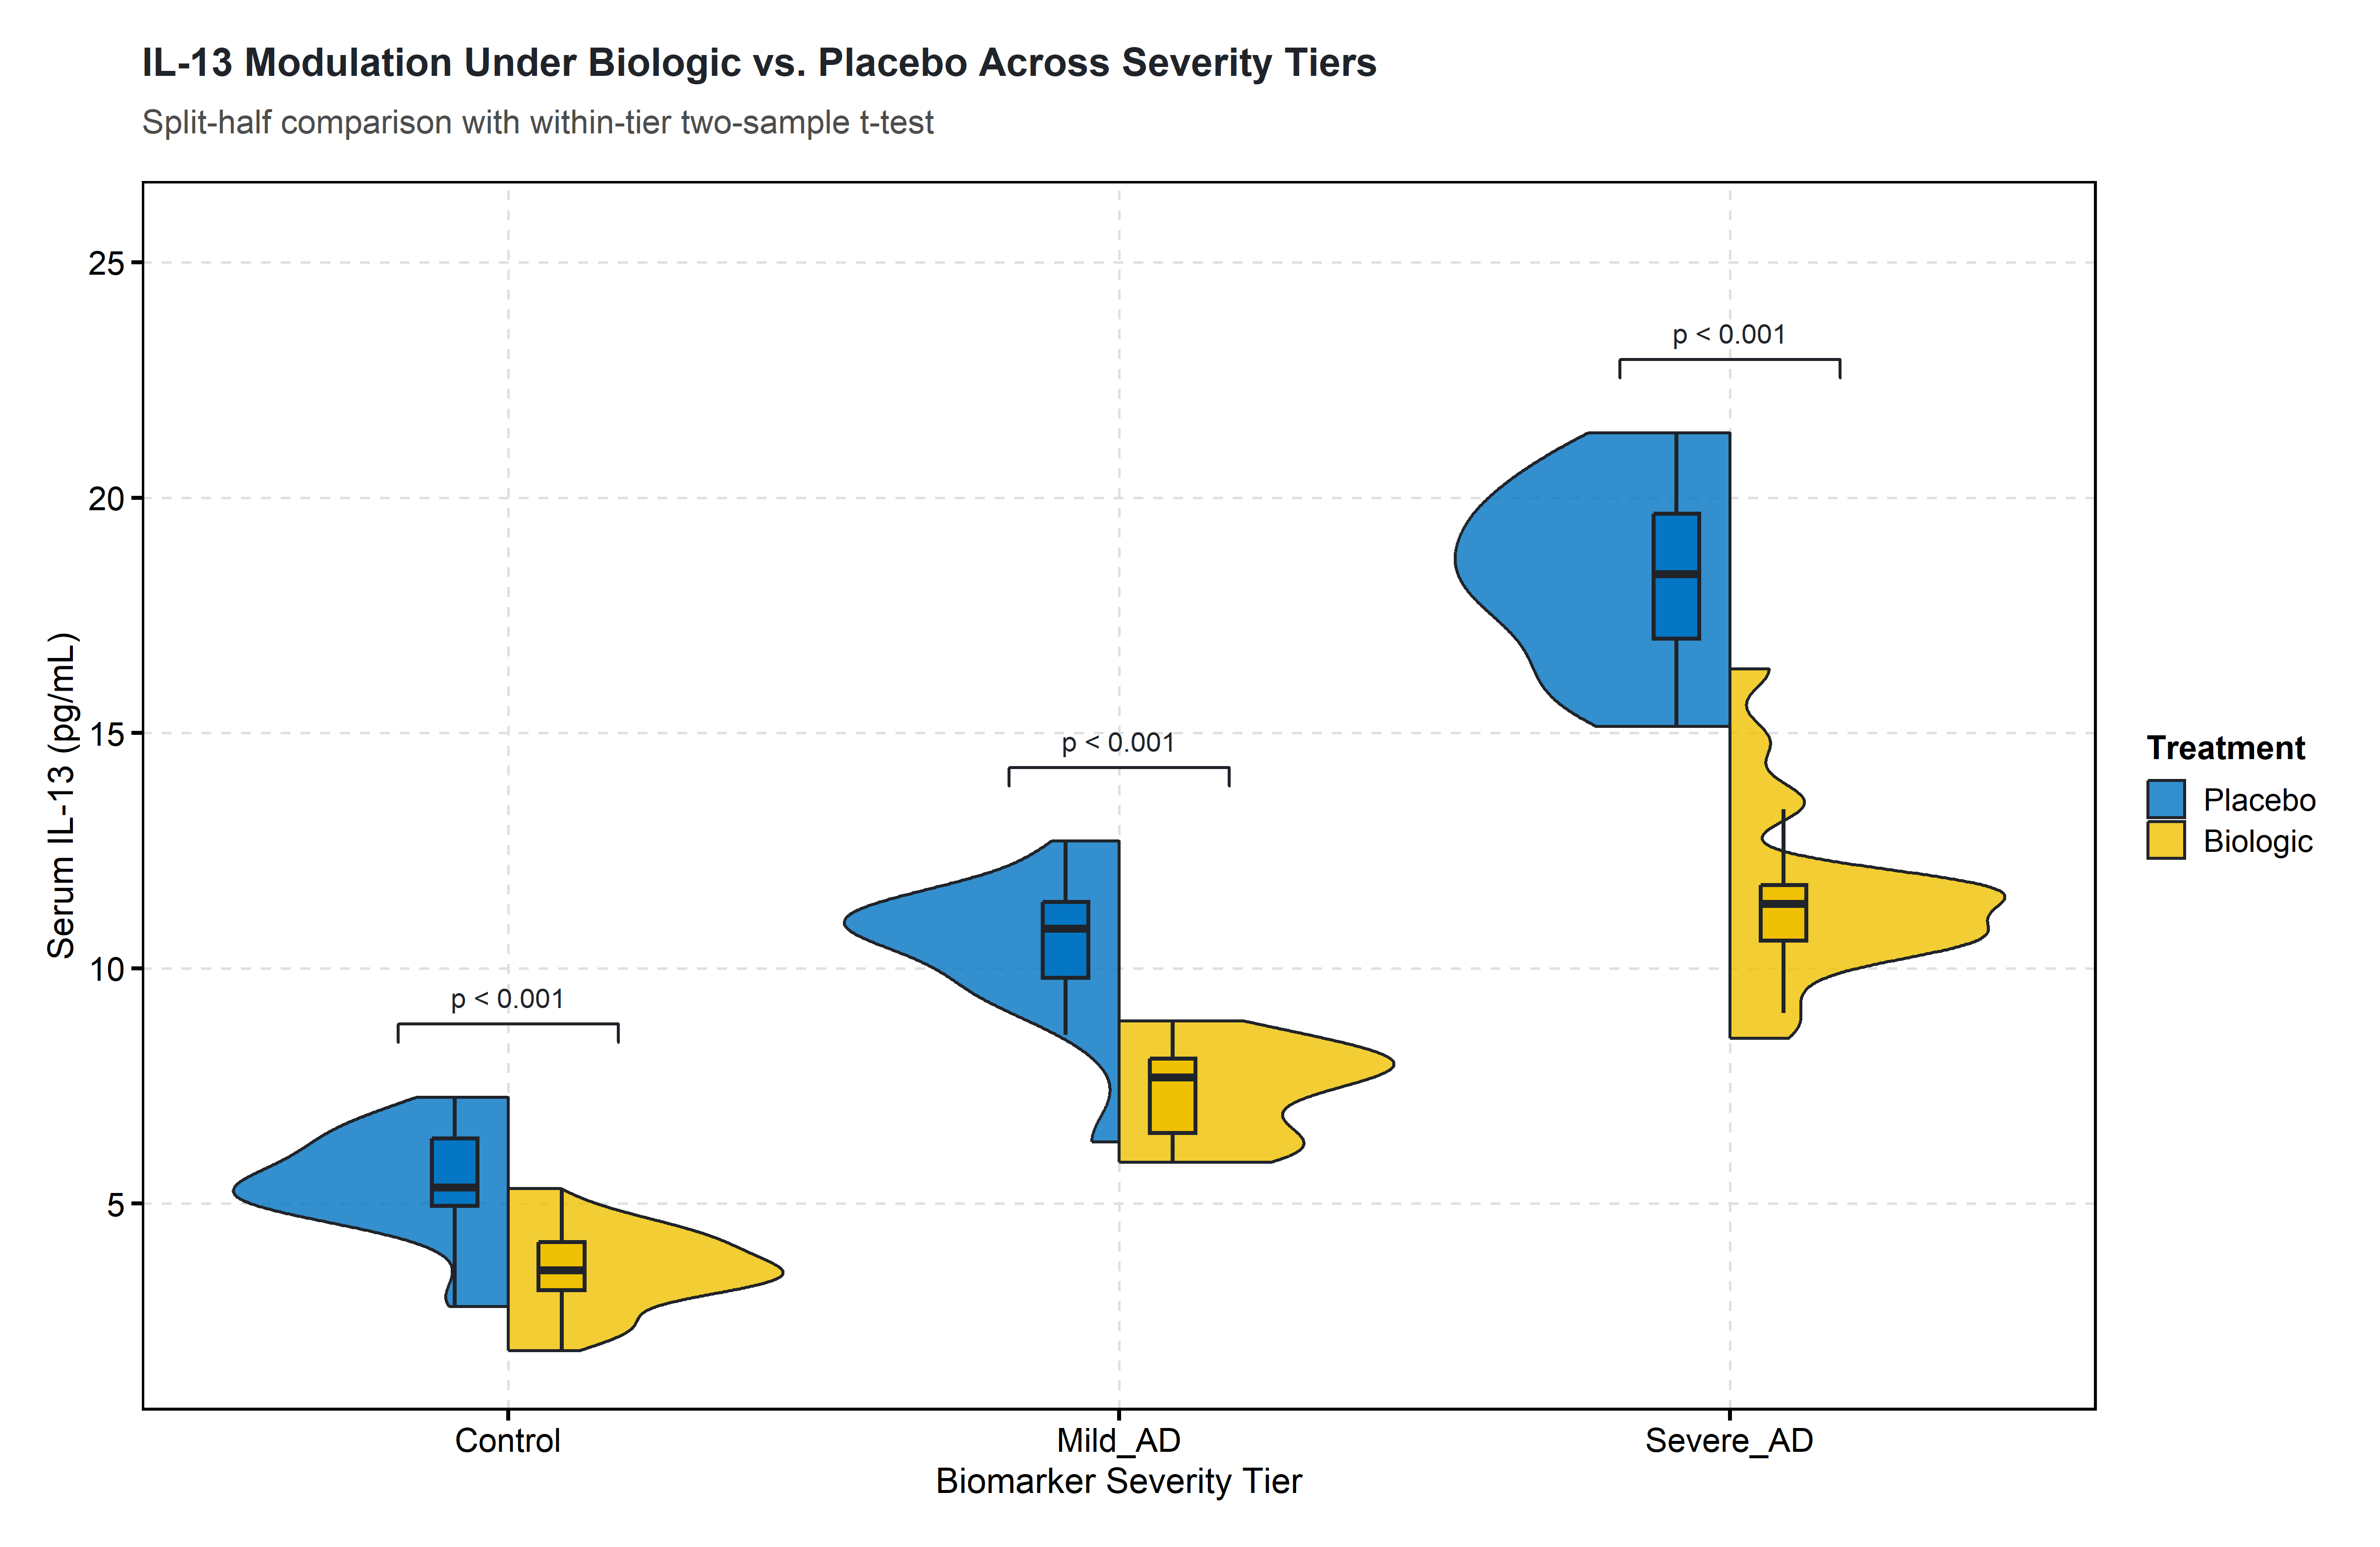 IL-13 Modulation Under Biologic vs. Placebo Across Severity Tiers
Split-half comparison with within-tier two-sample t-test
Serum IL-13 (pg/mL)
25
20
15
10
5
p < 0.001
p < 0.001
p < 0.001
Control
Mild_AD
Severe_AD
Biomarker Severity Tier
Treatment
Placebo
Biologic